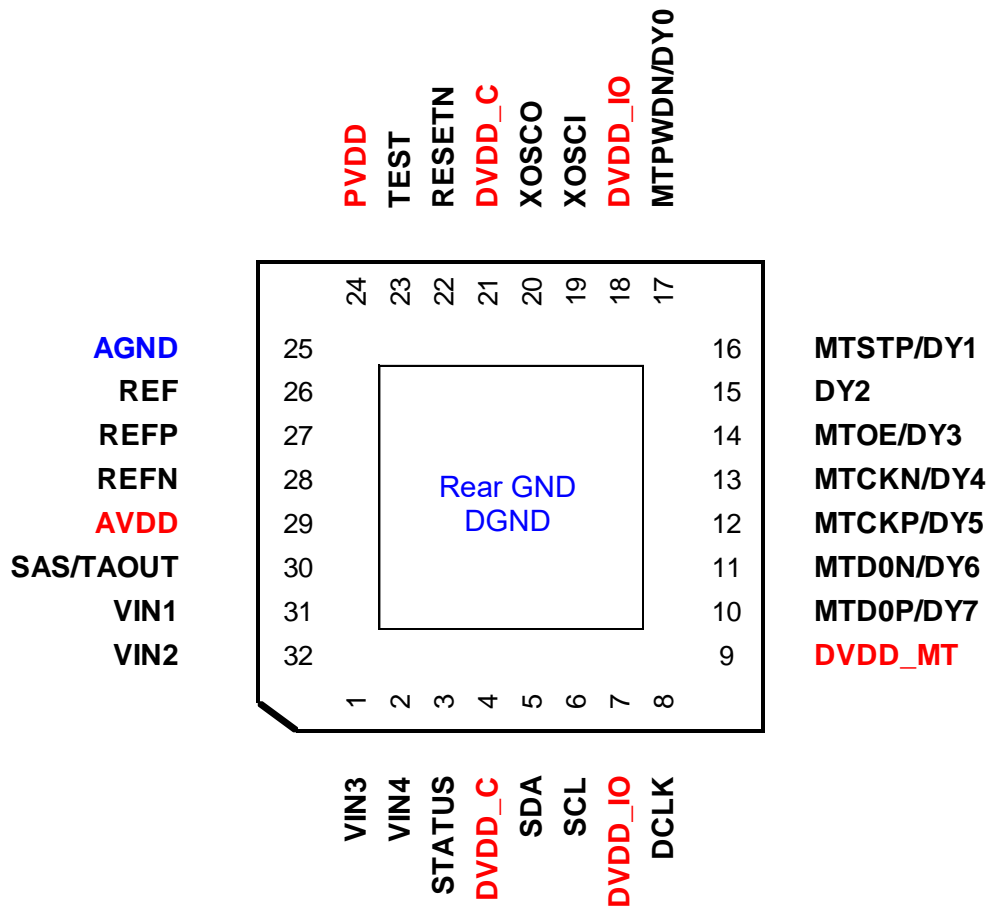 PVDD
TEST
RESETN
DVDD_C
XOSCO
XOSCI
DVDD_IO
MTPWDN/DY0
24
23
22
21
20
19
18
17
AGND 25
REF 26
REFP 27
REFN 28
AVDD 29
SAS/TAOUT 30
VIN1 31
VIN2 32
Rear GND
DGND
16 MTSTP/DY1
15 DY2
14 MTOE/DY3
13 MTCKN/DY4
12 MTCKP/DY5
11 MTD0N/DY6
10 MTD0P/DY7
9 DVDD_MT
1
2
3
4
5
6
7
8
VIN3
VIN4
STATUS
DVDD_C
SDA
SCL
DVDD_IO
DCLK